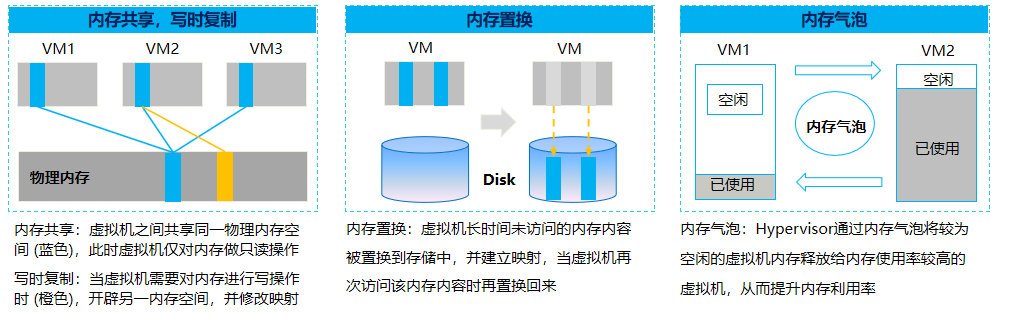 内存共享，写时复制
VM1 VM2 VM3
物理内存
内存共享：虚拟机之间共享同一物理内存空
间 (蓝色)，此时虚拟机仅对内存做只读操作
写时复制：当虚拟机需要对内存进行写操作
时 (橙色)，开辟另一内存空间，并修改映射
内存置换
VM VM
Disk
内存置换：虚拟机长时间未访问的内存内容
被置换到存储中，并建立映射，当虚拟机再
次访问该内存内容时再置换回来
内存气泡
VM1 VM2
空闲
空闲
内存气泡
已使用
已使用
内存气泡：Hypervisor通过内存气泡将较为
空闲的虚拟机内存释放给内存使用率较高的
虚拟机，从而提升内存利用率